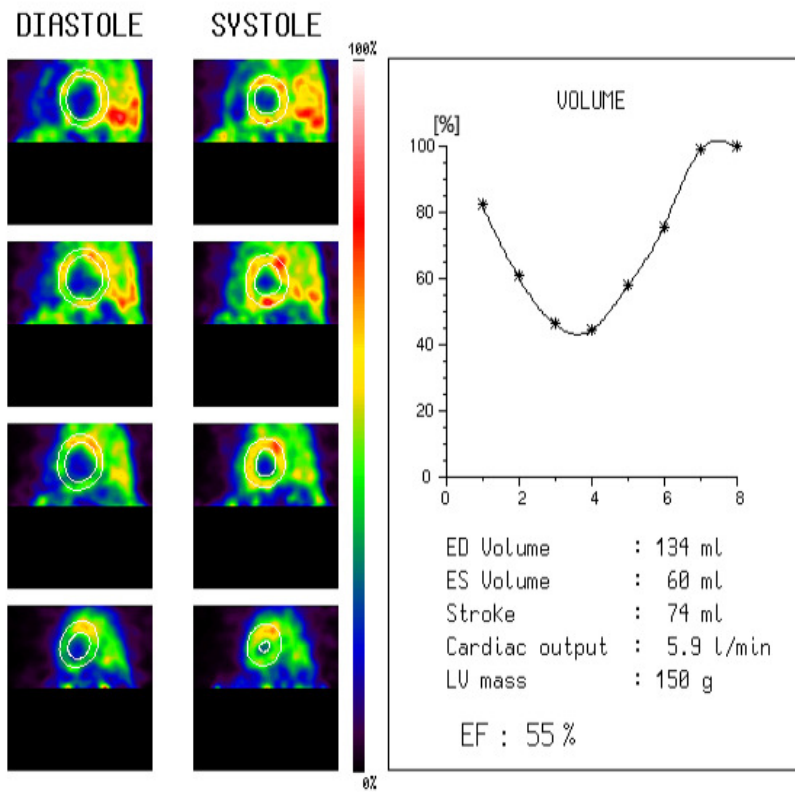 DIASTOLE SYSTOLE
100%
0%
VOLUME
[%]
100
80
60
40
20
0
0 2 4 6 8
ED Volume : 134 ml
ES Volume : 60 ml
Stroke : 74 ml
Cardiac output : 5.9 l/min
LV mass : 150 g
EF : 55 %